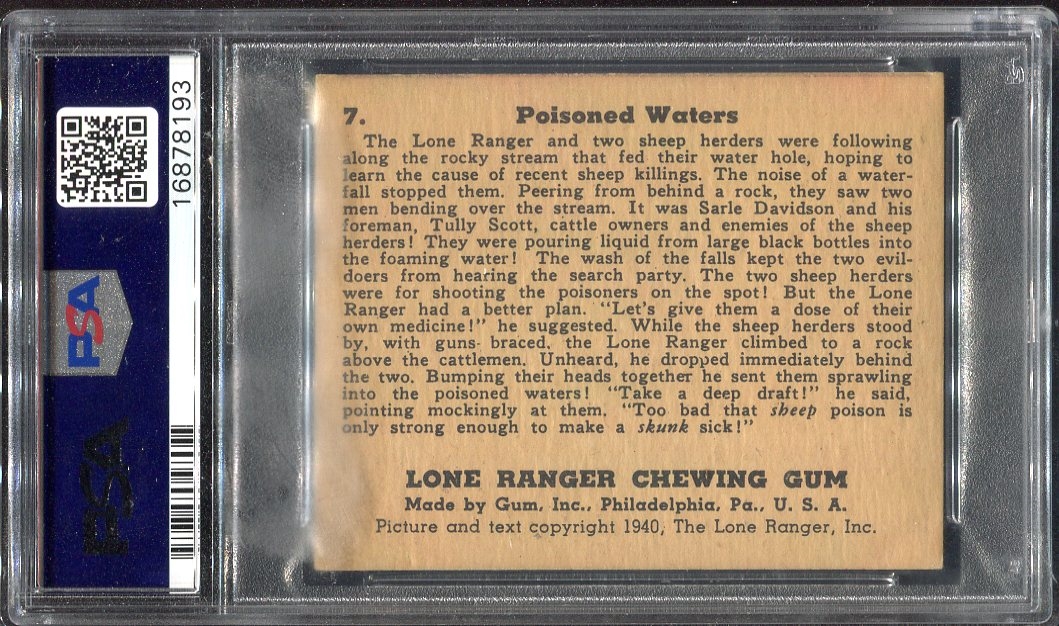 7. Poisoned Waters
The Lone Ranger and two sheep herders were following
along the rocky stream that fed their water hole, hoping to
learn the cause of recent sheep killings. The noise of a water-
fall stopped them. Peering from behind a rock, they saw two
men bending over the stream. It was Sarle Davidson and his
foreman, Tully Scott, cattle owners and enemies of the sheep
herders! They were pouring liquid from large black bottles into
the foaming water! The wash of the falls kept the two evil-
doers from hearing the search party. The two sheep herders
were for shooting the poisoners on the spot! But the Lone
Ranger had a better plan. “Let's give them a dose of their
own medicine!” he suggested. While the sheep herders stood
by, with guns braced, the Lone Ranger climbed to a rock
above the cattlemen. Unheard, he dropped immediately behind
the two. Bumping their heads together he sent them sprawling
into the poisoned waters! “Take a deep draft!” he said,
pointing mockingly at them. “Too bad that sheep poison is
only strong enough to make a skunk sick!”
LONE RANGER CHEWING GUM
Made by Gum, Inc., Philadelphia, Pa., U. S. A.
Picture and text copyright 1940, The Lone Ranger, Inc.
16878193
PSA
PSA